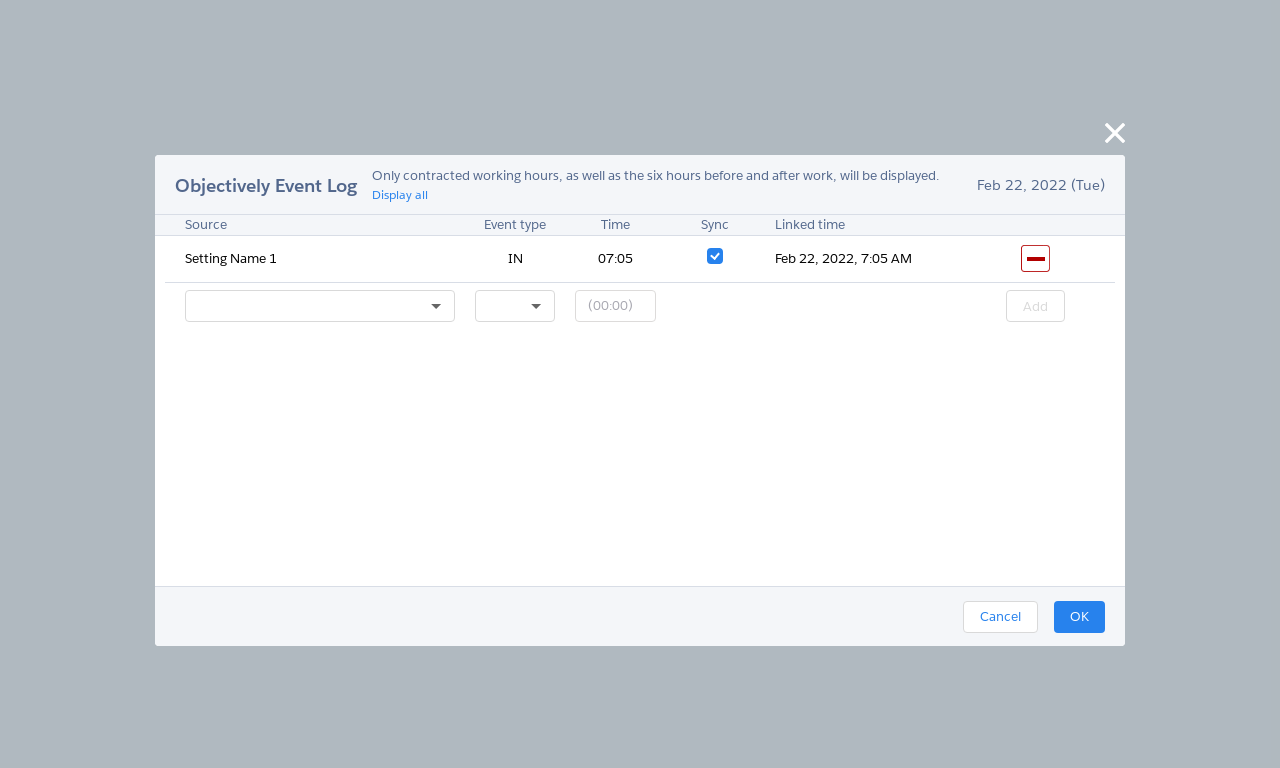 Objectively Event Log
Only contracted working hours, as well as the six hours before and after work, will be displayed.
Display all
Feb 22, 2022 (Tue)
Source Event type Time Sync Linked time
Setting Name 1 IN 07:05 Feb 22, 2022, 7:05 AM
(00:00) Add
Cancel OK